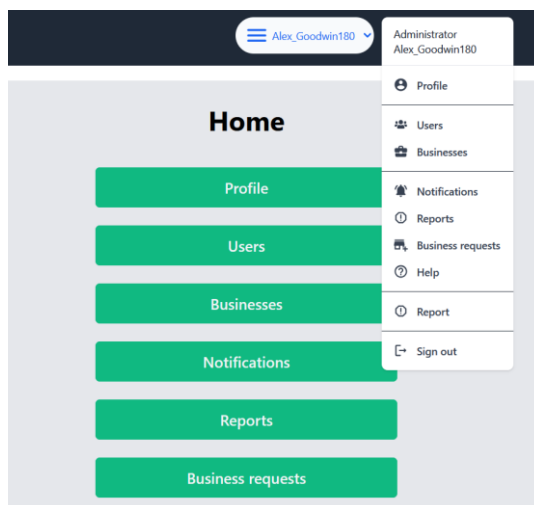 Alex_Goodwin180
Administrator
Alex_Goodwin180
Profile
Users
Businesses
Notifications
Reports
Business requests
Help
Report
Sign out
Home
Profile
Users
Businesses
Notifications
Reports
Business requests